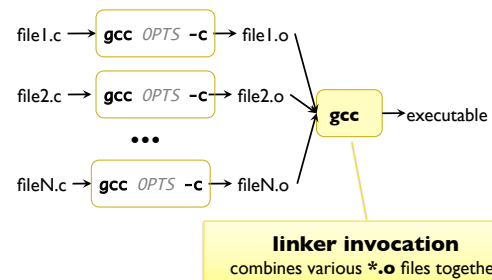 file1.c gcc OPTS -c file1.o
file2.c gcc OPTS -c file2.o
gcc executable
•••
fileN.c gcc OPTS -c fileN.o
linker invocation
combines various *.o files togethe